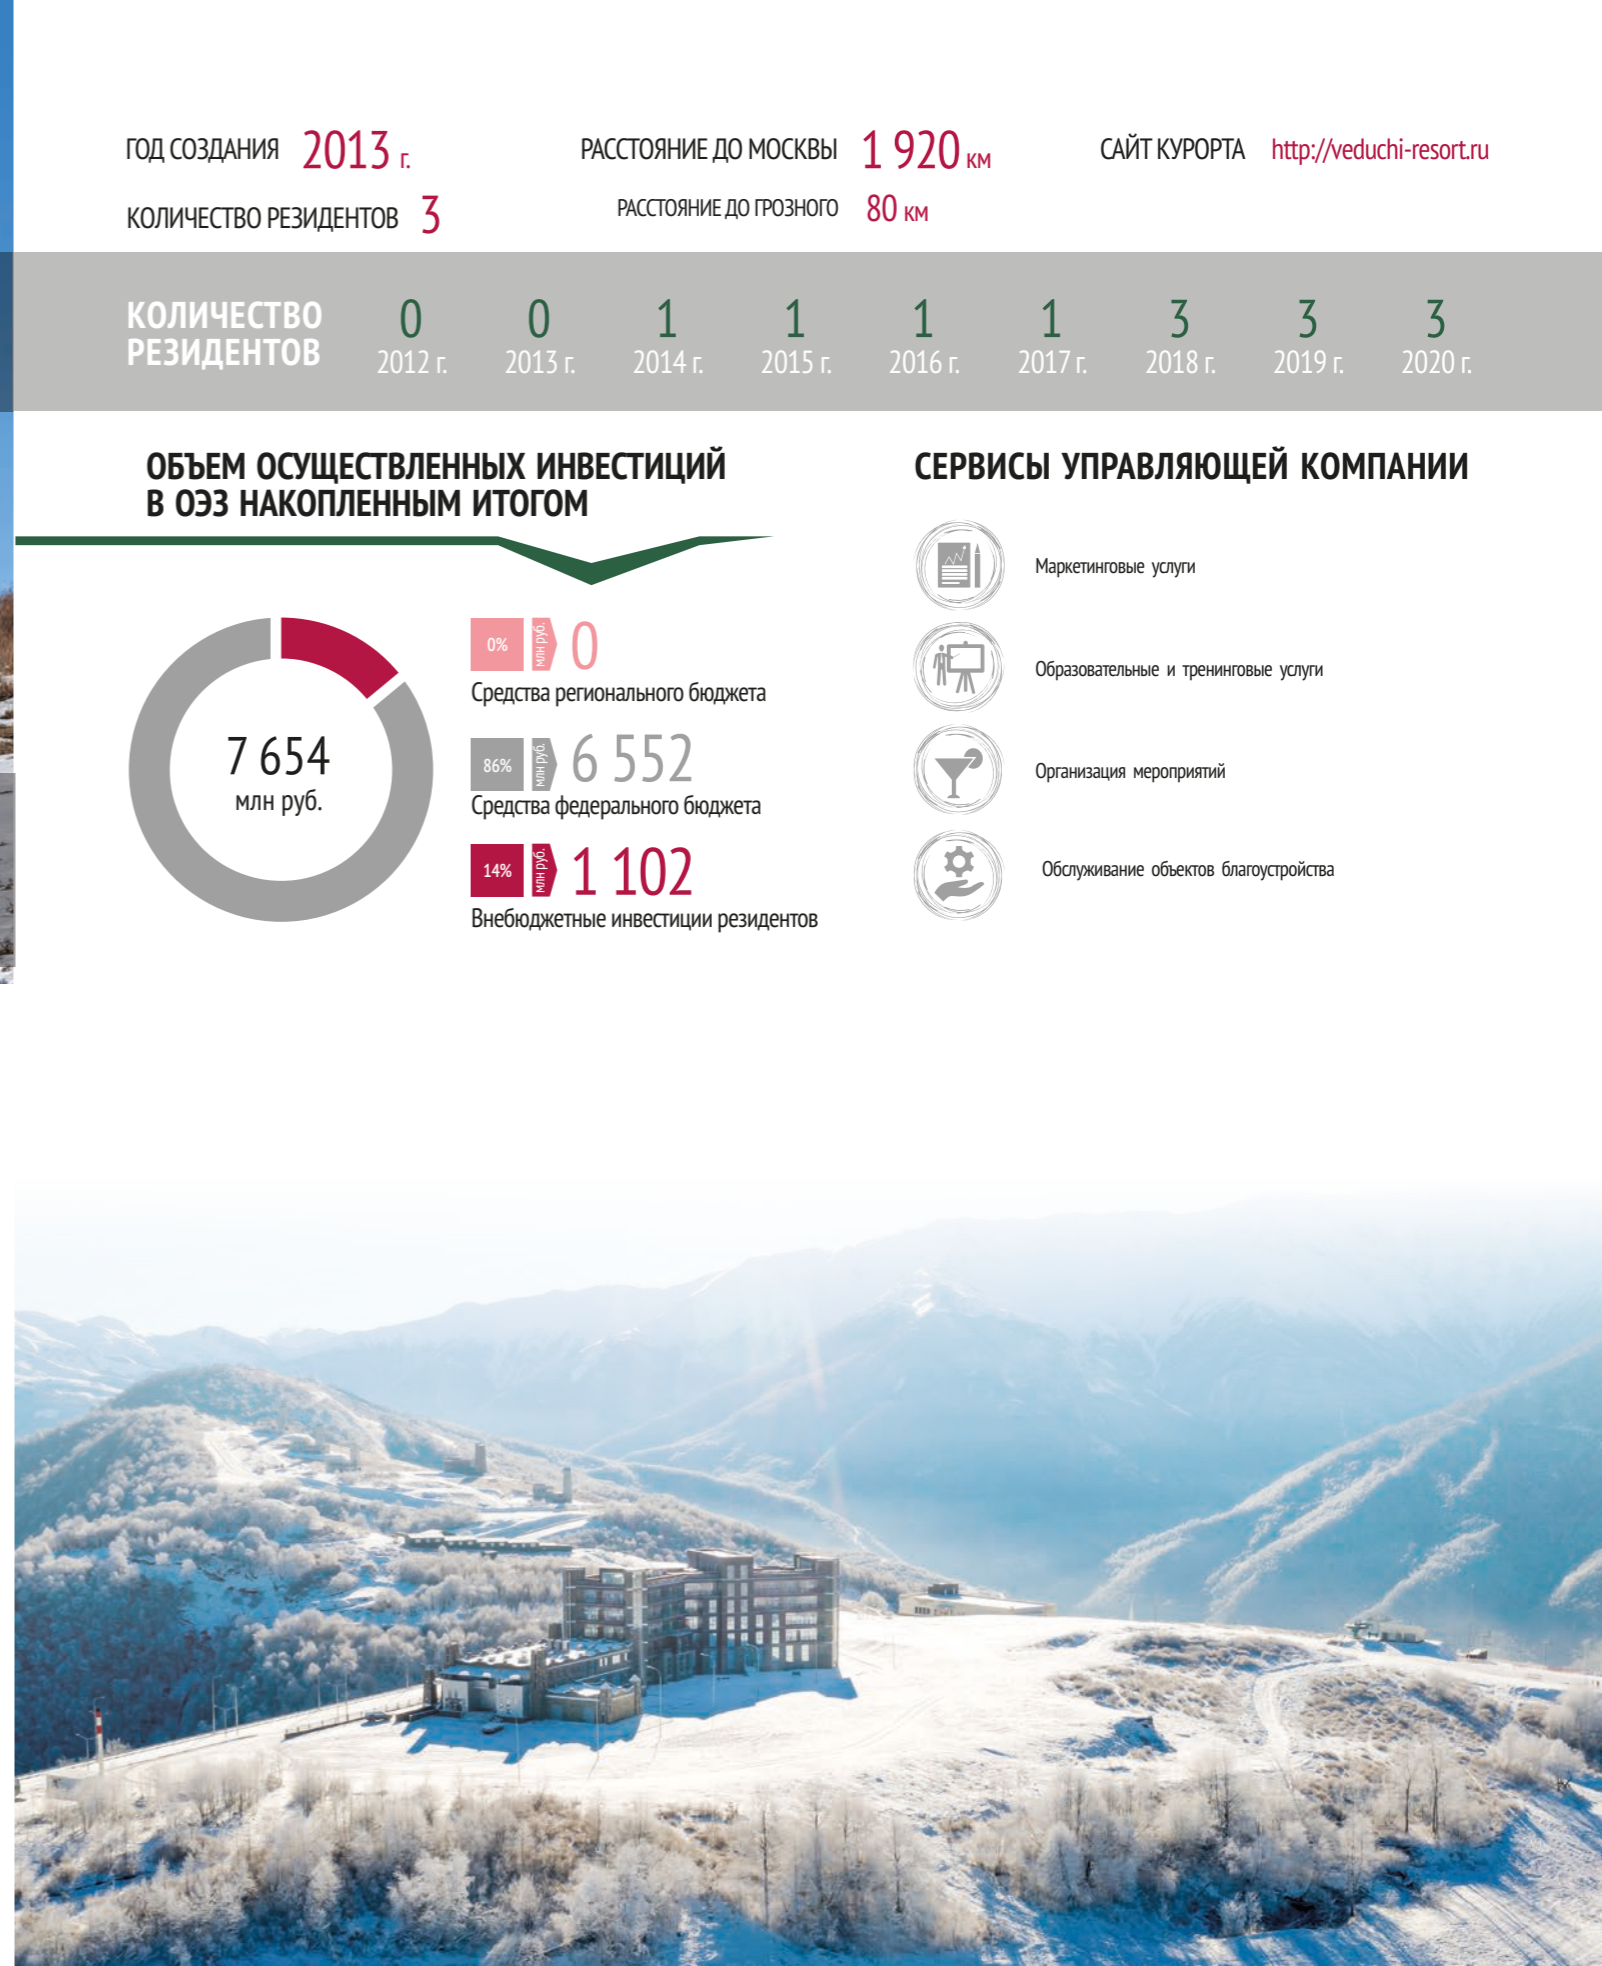 ГОД СОЗДАНИЯ 2013 г.
РАССТОЯНИЕ ДО МОСКВЫ 1 920 км
САЙТ КУРОРТА http://veduchi-resort.ru
КОЛИЧЕСТВО РЕЗИДЕНТОВ 3
РАССТОЯНИЕ ДО ГРОЗНОГО 80 км
КОЛИЧЕСТВО
РЕЗИДЕНТОВ
0 0 1 1 1 1 3 3 3
2012 г. 2013 г. 2014 г. 2015 г. 2016 г. 2017 г. 2018 г. 2019 г. 2020 г.
ОБЪЕМ ОСУЩЕСТВЛЕННЫХ ИНВЕСТИЦИЙ
В ОЭЗ НАКОПЛЕННЫМ ИТОГОМ
7 654
млн руб.
0% млн руб. 0
Средства регионального бюджета
86% млн руб. 6 552
Средства федерального бюджета
14% млн руб. 1 102
Внебюджетные инвестиции резидентов
СЕРВИСЫ УПРАВЛЯЮЩЕЙ КОМПАНИИ
Маркетинговые услуги
Образовательные и тренинговые услуги
Организация мероприятий
Обслуживание объектов благоустройства